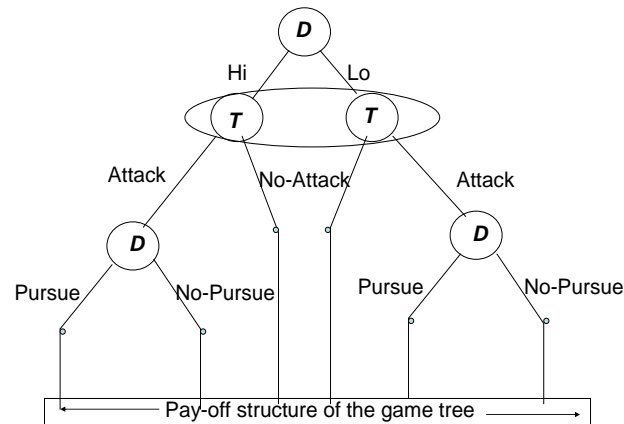 D
Hi Lo
T T
Attack No-Attack Attack
D D
Pursue No-Pursue Pursue No-Pursue
Pay-off structure of the game tree